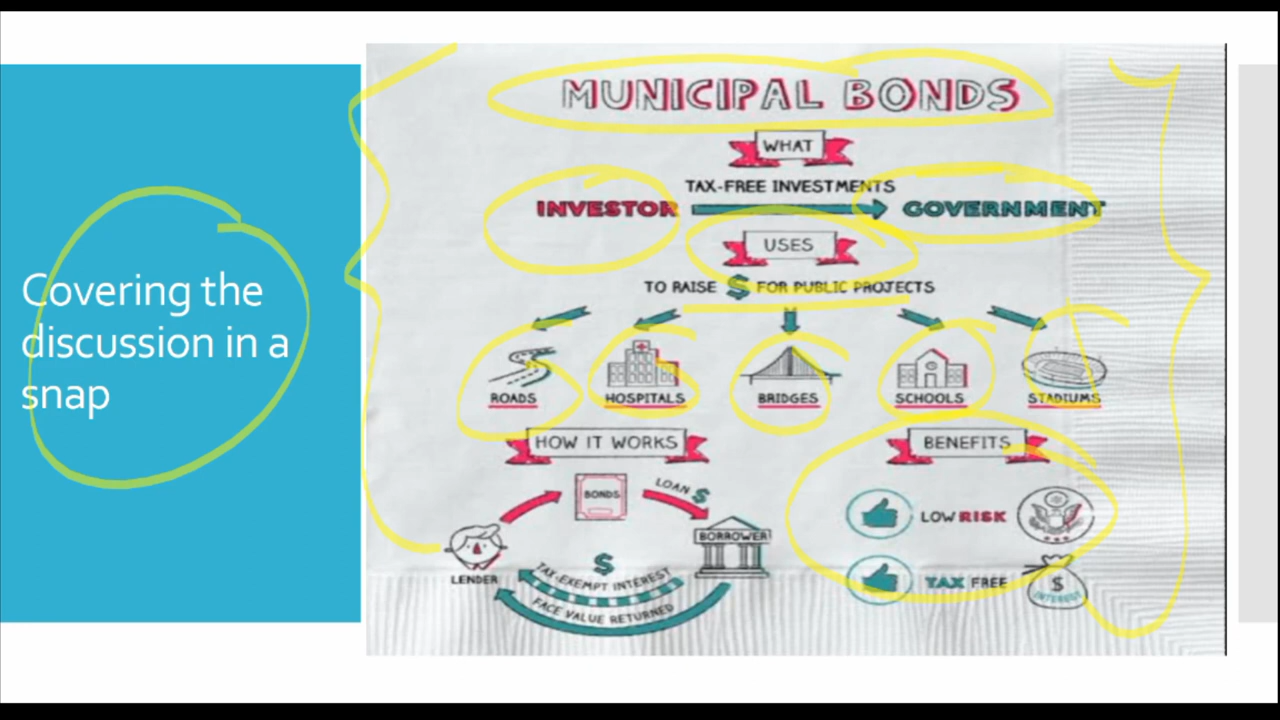 Covering the
discussion in a
snap
MUNICIPAL BONDS
WHAT
TAX-FREE INVESTMENTS
INVESTOR
GOVERNMENT
USES
TO RAISE $ FOR PUBLIC PROJECTS
ROADS
HOSPITALS
BRIDGES
SCHOOLS
STADIUMS
HOW IT WORKS
BONDS
LOAN $
LENDER
BORROWER
$
TAX-EXEMPT INTEREST
FACE VALUE RETURNED
BENEFITS
LOW RISK
TAX FREE
$
INTEREST